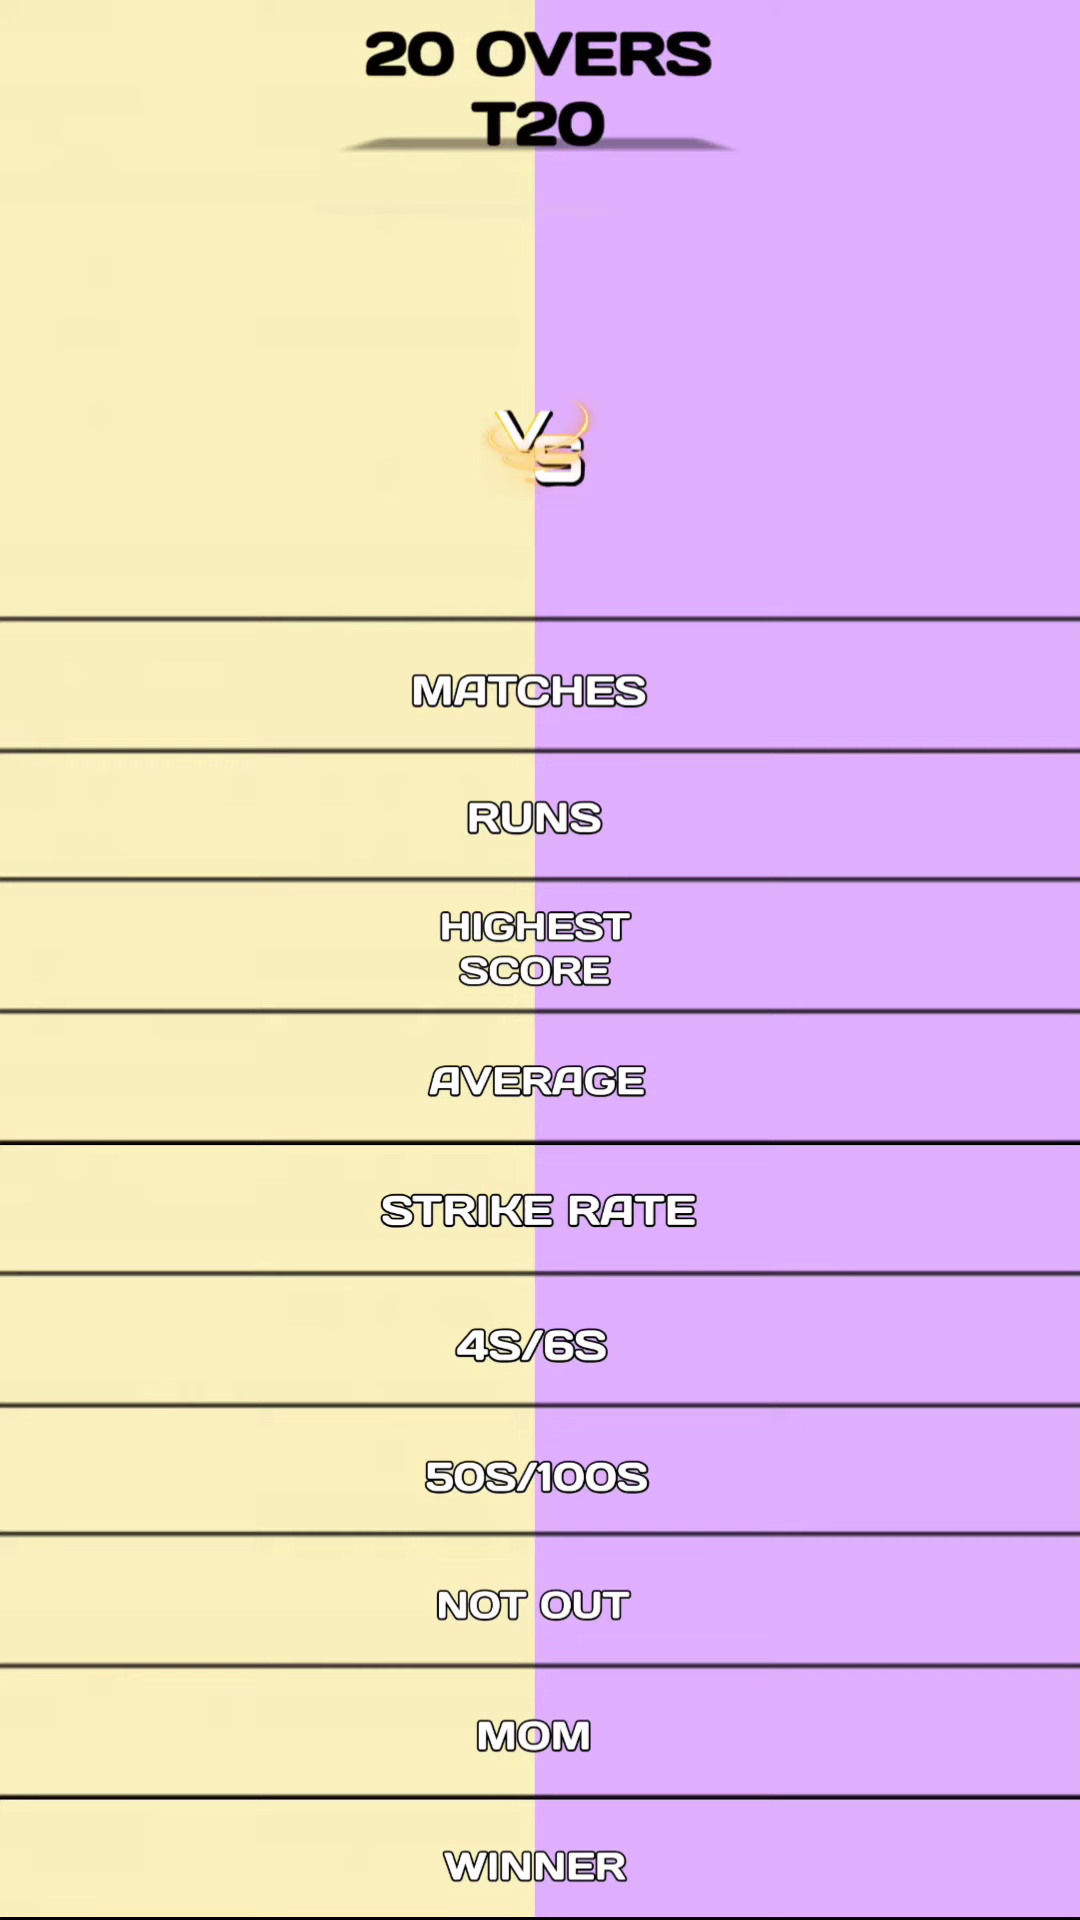 20 OVERS
T20
VS
MATCHES
RUNS
HIGHEST
SCORE
AVERAGE
STRIKE RATE
4S/6S
50S/100S
NOT OUT
MOM
WINNER